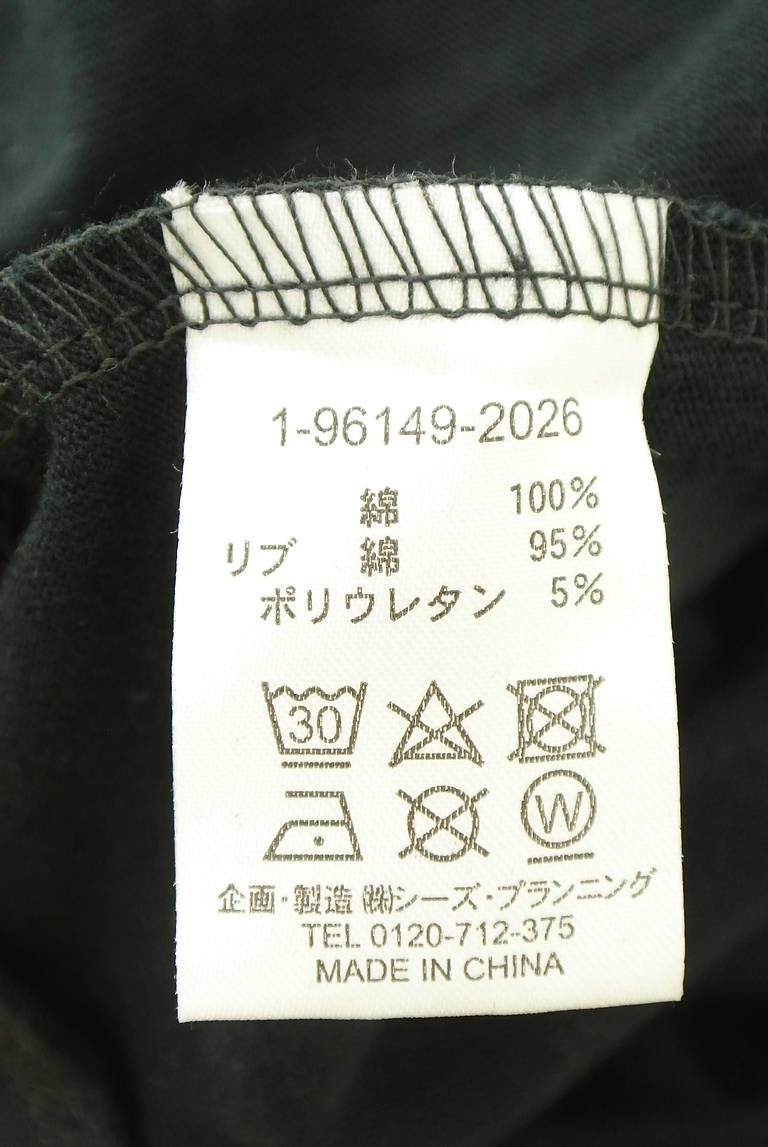 1-96149-2026
綿 100%
リブ 綿 95%
ポリウレタン 5%
30
W
企画・製造 ㈱シーズ・プランニング
TEL 0120-712-375
MADE IN CHINA